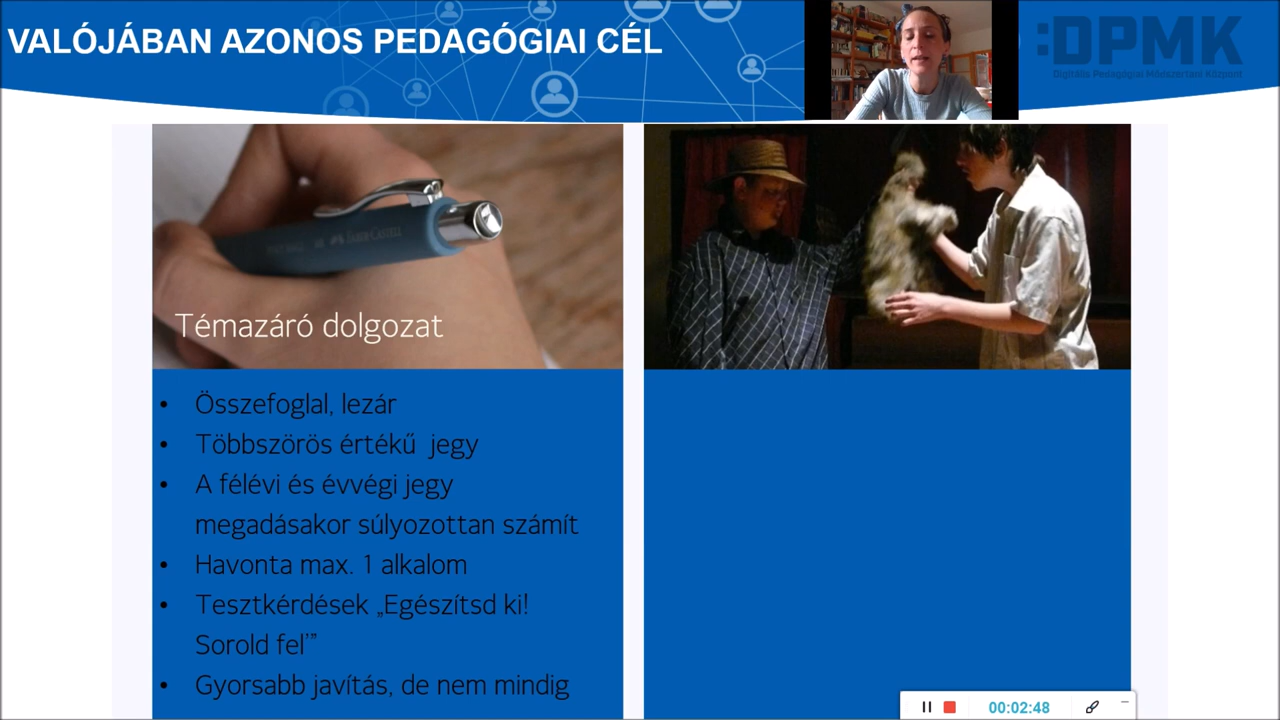 VALÓJÁBAN AZONOS PEDAGÓGIAI CÉL
:DPMK
Digitális Pedagógiai Módszertani Központ
FABER-CASTELL
Témazáró dolgozat
• Összefoglal, lezár
• Többszörös értékű jegy
• A félévi és évvégi jegy
megadásakor súlyozottan számít
• Havonta max. 1 alkalom
• Tesztkérdések „Egészítsd ki!
Sorold fel’”
• Gyorsabb javítás, de nem mindig
00:02:48